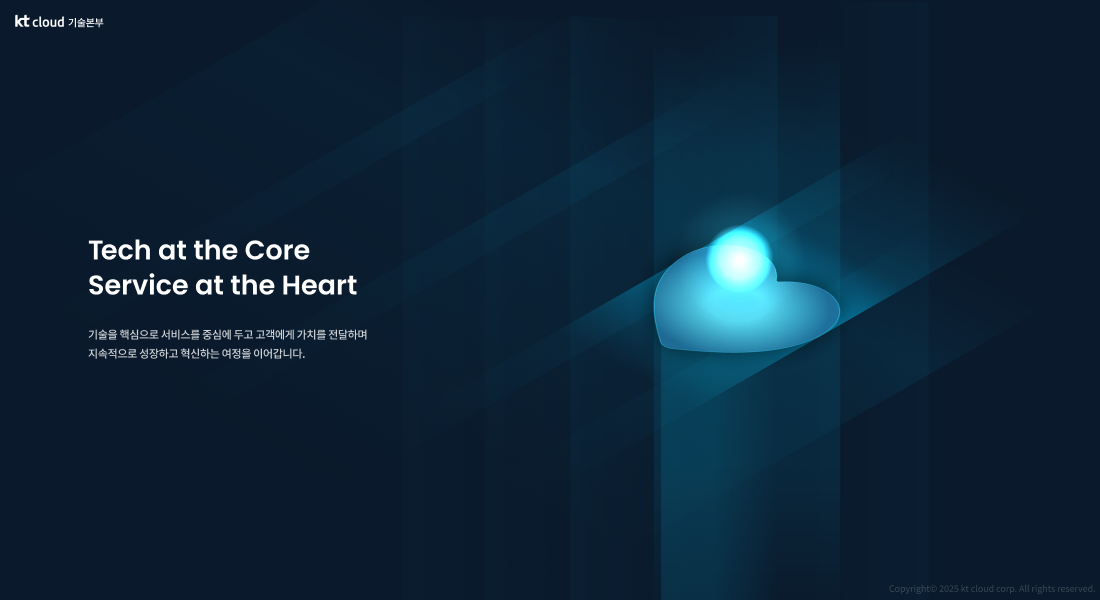 kt cloud 기술본부
Tech at the Core
Service at the Heart
기술을 핵심으로 서비스를 중심에 두고 고객에게 가치를 전달하며
지속적으로 성장하고 혁신하는 여정을 이어갑니다.
Copyright© 2025 kt cloud corp. All rights reserved.